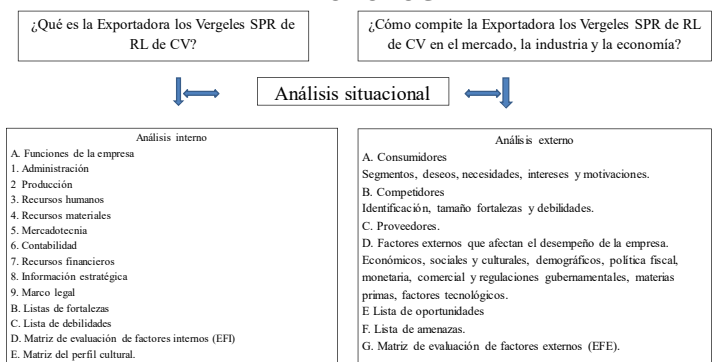 ¿Qué es la Exportadora los Vergeles SPR de
RL de CV?
¿Cómo compite la Exportadora los Vergeles SPR de RL
de CV en el mercado, la industria y la economía?
Análisis situacional
Análisis interno
A. Funciones de la empresa
1. Administración
2 Producción
3. Recursos humanos
4. Recursos materiales
5. Mercadotecnia
6. Contabilidad
7. Recursos financieros
8. Información estratégica
9. Marco legal
B. Listas de fortalezas
C. Lista de debilidades
D. Matriz de evaluación de factores internos (EFI)
E. Matriz del perfil cultural.
Análisis externo
A. Consumidores
Segmentos, deseos, necesidades, intereses y motivaciones.
B. Competidores
Identificación, tamaño fortalezas y debilidades.
C. Proveedores.
D. Factores externos que afectan el desempeño de la empresa.
Económicos, sociales y culturales, demográficos, política fiscal,
monetaria, comercial y regulaciones gubernamentales, materias
primas, factores tecnológicos.
E Lista de oportunidades
F. Lista de amenazas.
G. Matriz de evaluación de factores externos (EFE).